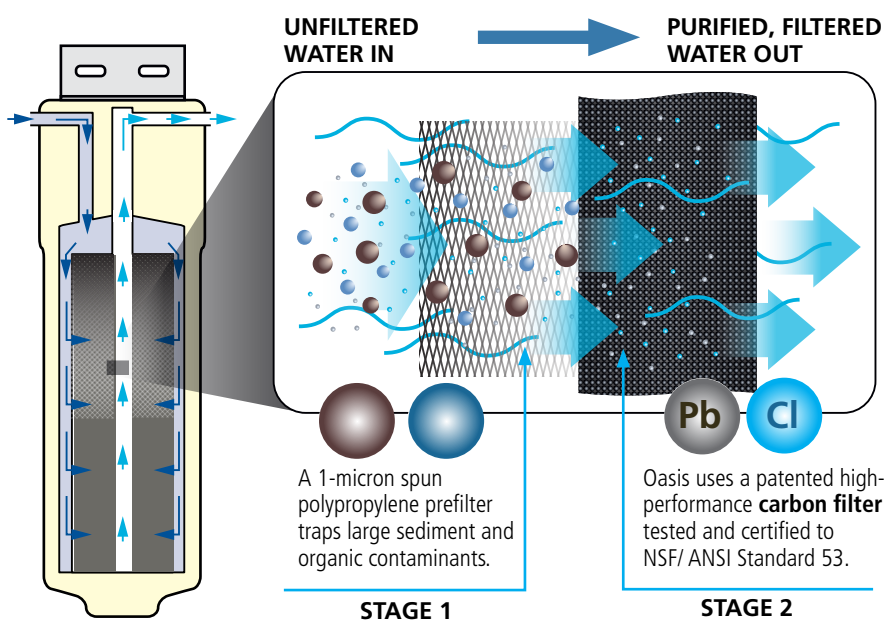 UNFILTERED
WATER IN
PURIFIED, FILTERED
WATER OUT
Pb
Cl
A 1-micron spun
polypropylene prefilter
traps large sediment and
organic contaminants.
STAGE 1
Oasis uses a patented high-
performance carbon filter
tested and certified to
NSF/ ANSI Standard 53.
STAGE 2